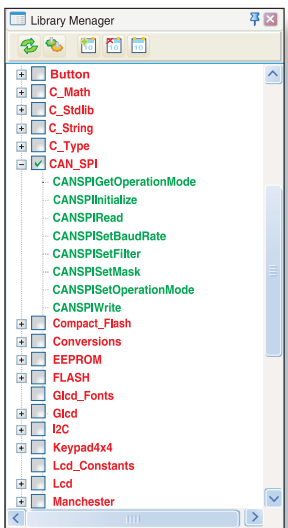 Library Menager
Button
C_Math
C_Stdlib
C_String
C_Type
CAN_SPI
CANSPIGetOperationMode
CANSPIInitialize
CANSPIRead
CANSPISetBaudRate
CANSPISetFilter
CANSPISetMask
CANSPISetOperationMode
CANSPIWrite
Compact_Flash
Conversions
EEPROM
FLASH
Glcd_Fonts
Glcd
I2C
Keypad4x4
Lcd_Constants
Lcd
Manchester